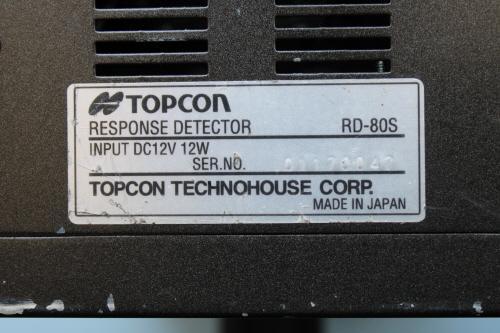 TOPCON
RESPONSE DETECTOR RD-80S
INPUT DC12V 12W
SER.NO.
TOPCON TECHNOHOUSE CORP.
MADE IN JAPAN